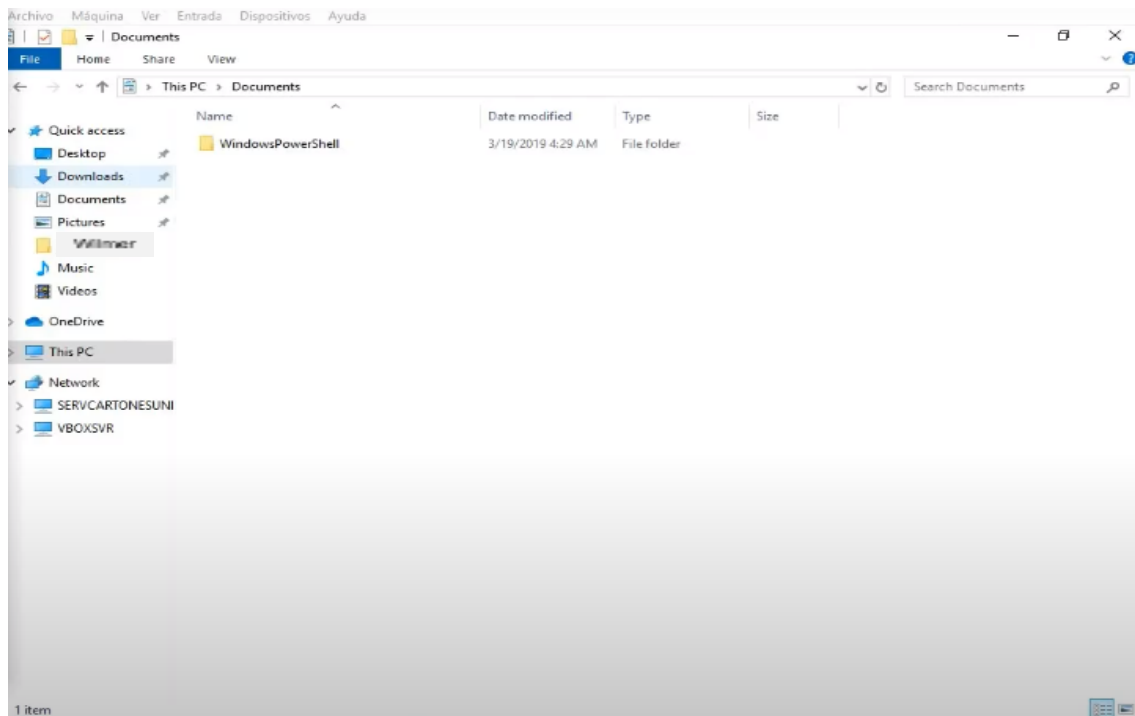 Archivo Máquina Ver Entrada Dispositivos Ayuda
Documents
File Home Share View
This PC Documents
Search Documents
Name Date modified Type Size
Quick access
WindowsPowerShell 3/19/2019 4:29 AM File folder
Desktop
Downloads
Documents
Pictures
Wilmer
Music
Videos
OneDrive
This PC
Network
SERVCARTONESUNI
VBOXSVR
1 item